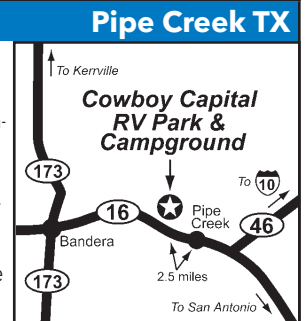 Pipe Creek TX
To Kerrville
Cowboy Capital
RV Park &
Campground
173
To 10
16
Pipe
Creek
46
Bandera
2.5 miles
173
To San Antonio